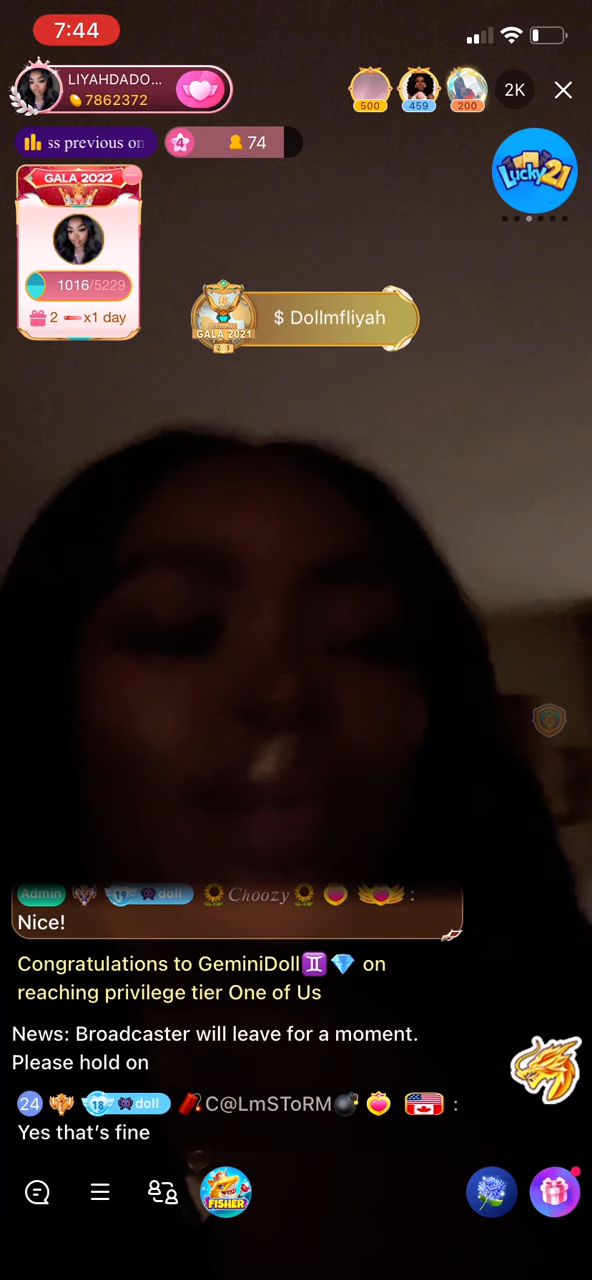 7:44
LIYAHDADO...
7862372
500
459
200
2K
ss previous on
4
74
Lucky21
GALA 2022
1016/5229
2 x1 day
GALA 2021
$ Dollmfliyah
Admin 19 doll Choozy :
Nice!
Congratulations to GeminiDoll♊💎 on
reaching privilege tier One of Us
News: Broadcaster will leave for a moment.
Please hold on
24 18 doll 🧨C@LmSToRM💣 :
Yes that's fine
FISHER